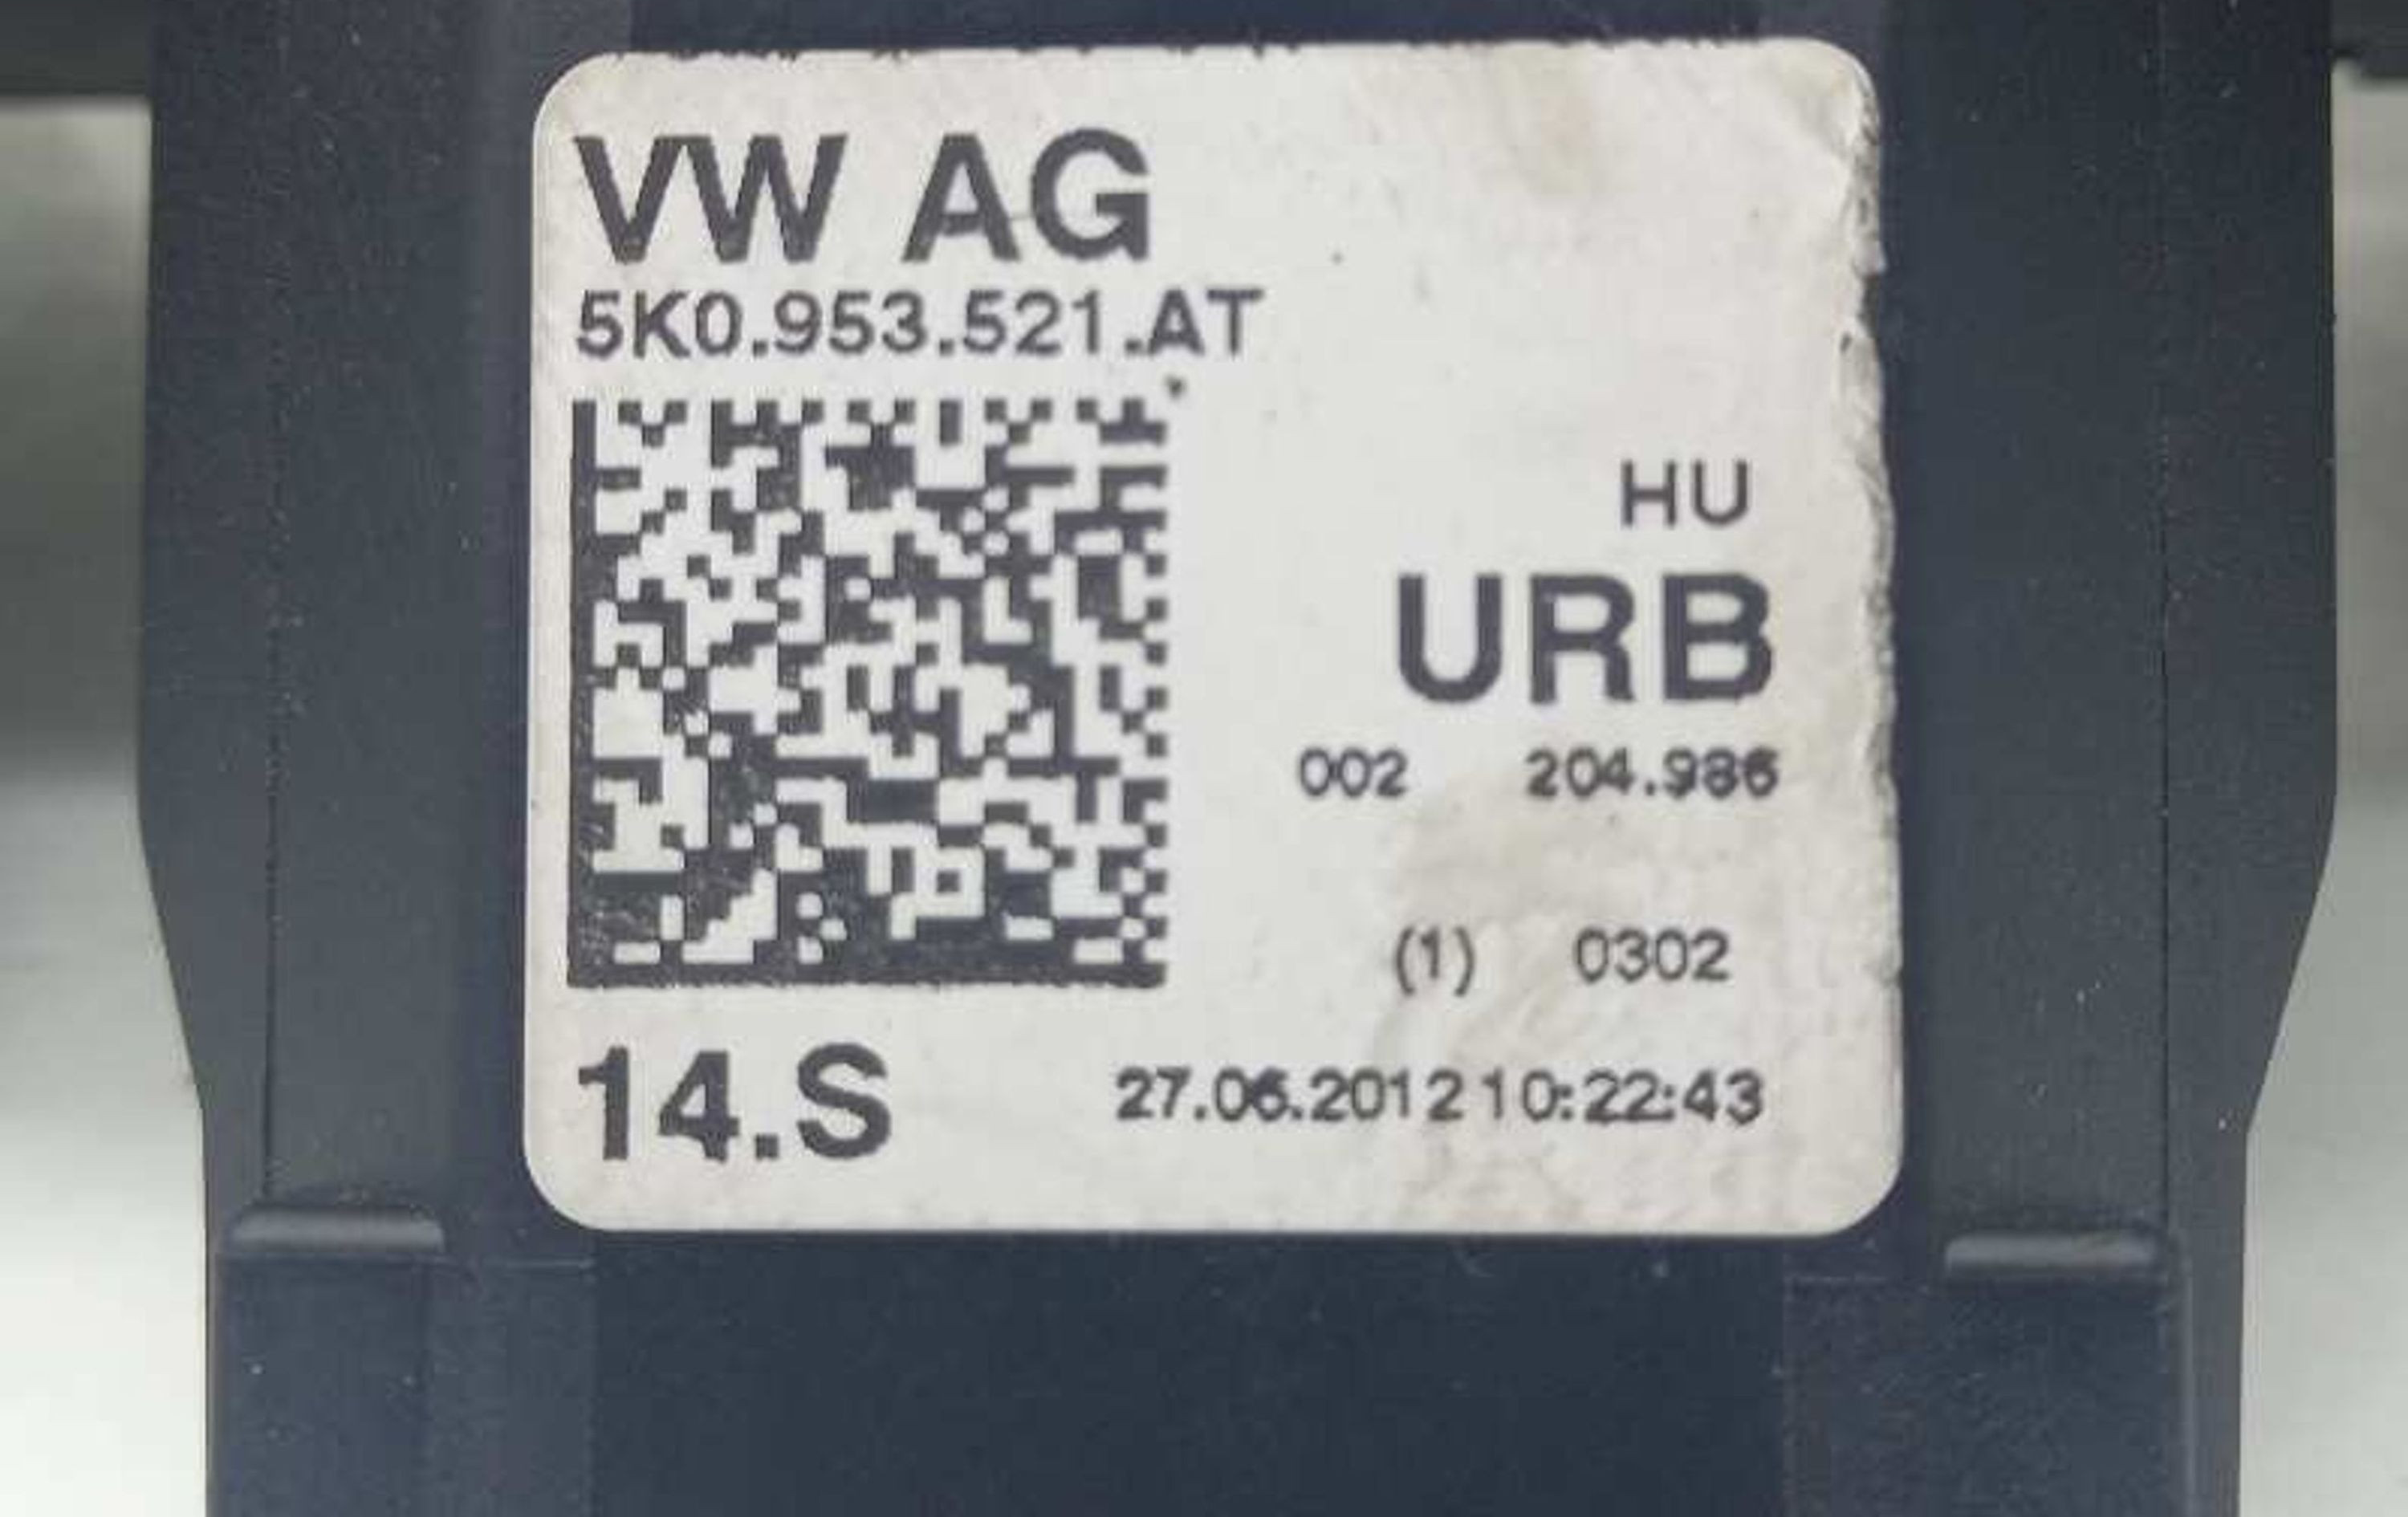 VW AG
5K0.953.521.AT
HU
URB
002 204.986
(1) 0302
14.S 27.06.2012 10:22:43